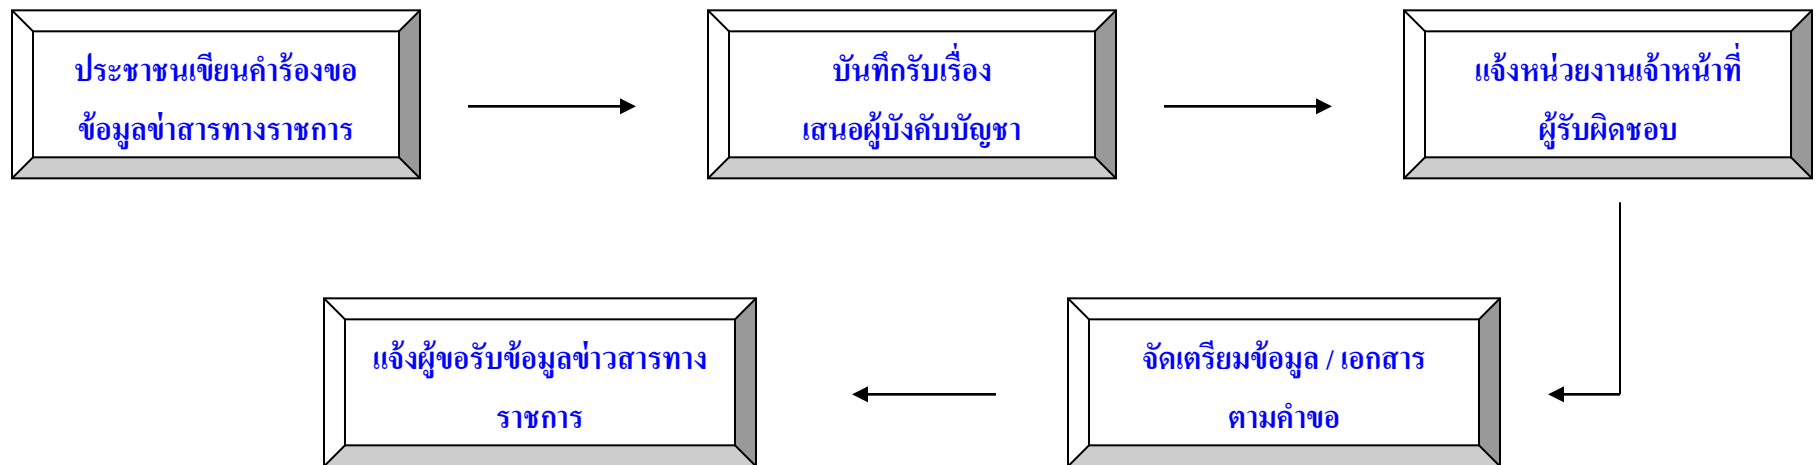 ประชาชนเขียนคำร้องขอ
ข้อมูลข่าสารทางราชการ
บันทึกรับเรื่อง
เสนอผู้บังคับบัญชา
แจ้งหน่วยงานเจ้าหน้าที่
ผู้รับผิดชอบ
จัดเตรียมข้อมูล / เอกสาร
ตามคำขอ
แจ้งผู้ขอรับข้อมูลข่าวสารทาง
ราชการ